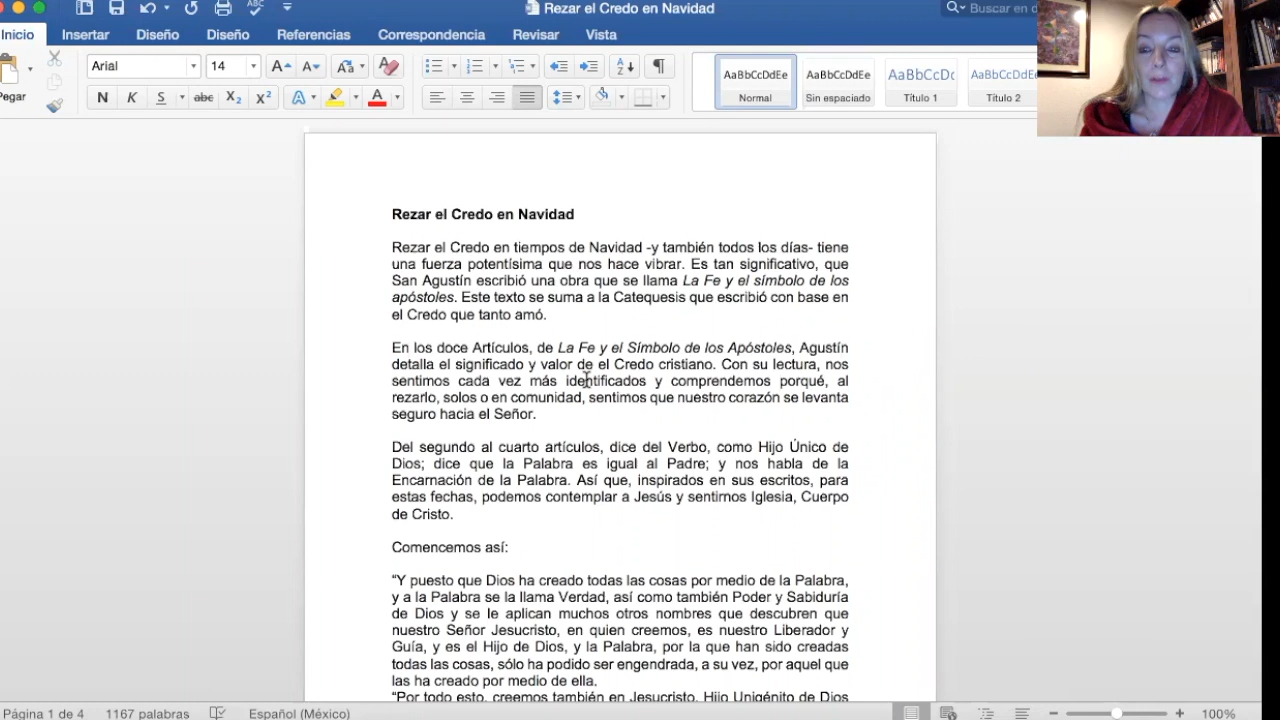 Rezar el Credo en Navidad
Buscar en d
Inicio Insertar Diseño Diseño Referencias Correspondencia Revisar Vista
Pegar
Arial 14
N K S abc X₂ X² A A
AaBbCcDdEe AaBbCcDdEe AaBbCcDc AaBbCcDdEe
Normal Sin espaciado Título 1 Título 2
Rezar el Credo en Navidad
Rezar el Credo en tiempos de Navidad -y también todos los días- tiene
una fuerza potentísima que nos hace vibrar. Es tan significativo, que
San Agustín escribió una obra que se llama La Fe y el símbolo de los
apóstoles. Este texto se suma a la Catequesis que escribió con base en
el Credo que tanto amó.
En los doce Artículos, de La Fe y el Símbolo de los Apóstoles, Agustín
detalla el significado y valor de el Credo cristiano. Con su lectura, nos
sentimos cada vez más identificados y comprendemos porqué, al
rezarlo, solos o en comunidad, sentimos que nuestro corazón se levanta
seguro hacia el Señor.
Del segundo al cuarto artículos, dice del Verbo, como Hijo Único de
Dios; dice que la Palabra es igual al Padre; y nos habla de la
Encarnación de la Palabra. Así que, inspirados en sus escritos, para
estas fechas, podemos contemplar a Jesús y sentirnos Iglesia, Cuerpo
de Cristo.
Comencemos así:
“Y puesto que Dios ha creado todas las cosas por medio de la Palabra,
y a la Palabra se la llama Verdad, así como también Poder y Sabiduría
de Dios y se le aplican muchos otros nombres que descubren que
nuestro Señor Jesucristo, en quien creemos, es nuestro Liberador y
Guía, y es el Hijo de Dios, y la Palabra, por la que han sido creadas
todas las cosas, sólo ha podido ser engendrada, a su vez, por aquel que
las ha creado por medio de ella.
“Por todo esto, creemos también en Jesucristo, Hijo Unigénito de Dios
Página 1 de 4 1167 palabras Español (México) 100%